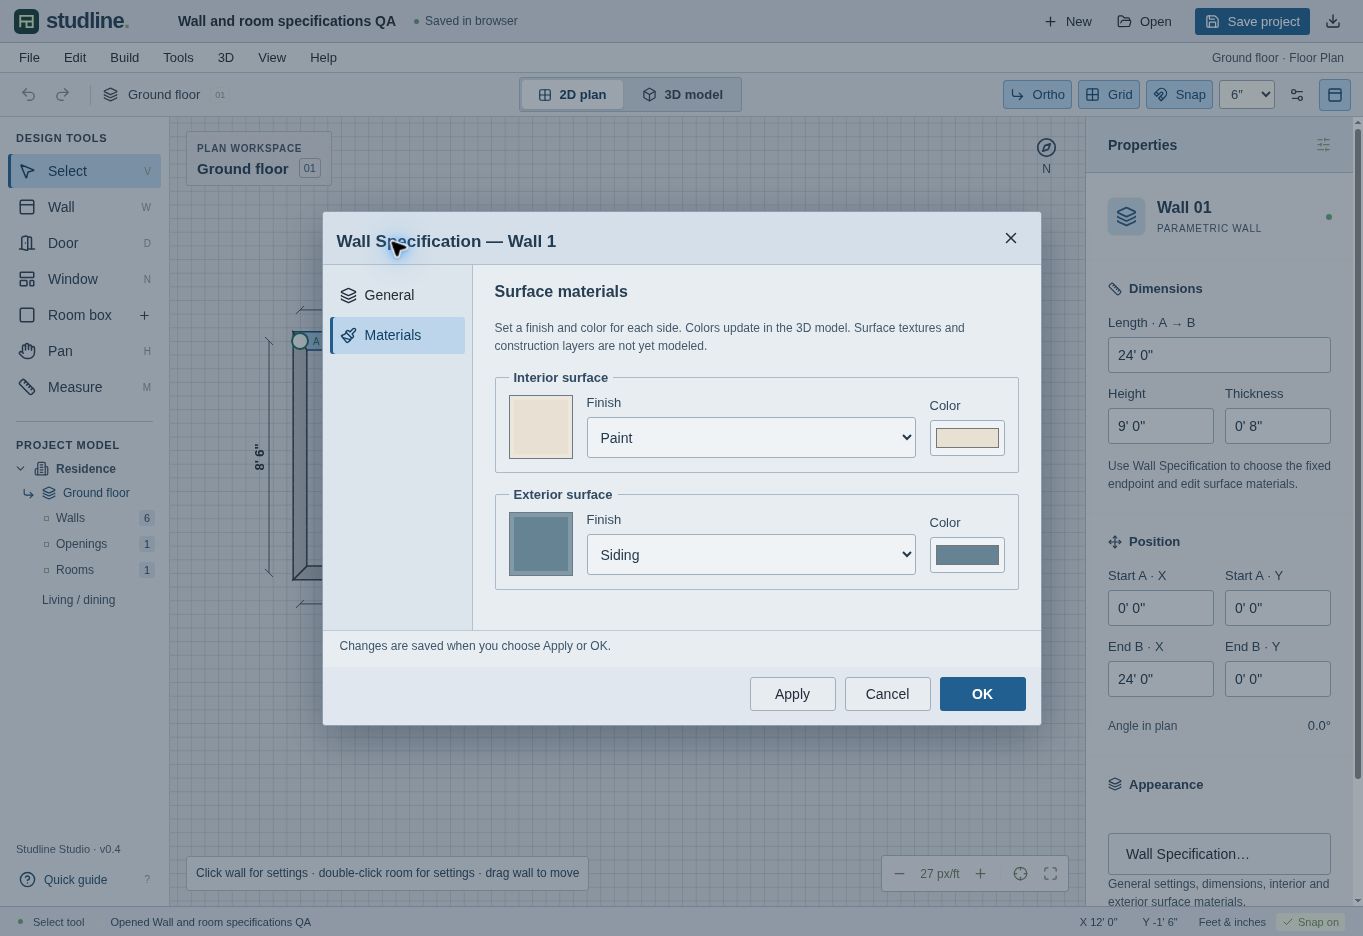 studline.
Wall and room specifications QA
Saved in browser
New
Open
Save project
File
Edit
Build
Tools
3D
View
Help
Ground floor · Floor Plan
Ground floor
01
2D plan
3D model
Ortho
Grid
Snap
6"
DESIGN TOOLS
Select V
Wall W
Door D
Window N
Room box +
Pan H
Measure M
PROJECT MODEL
Residence
Ground floor
Walls 6
Openings 1
Rooms 1
Living / dining
Studline Studio · v0.4
Quick guide ?
PLAN WORKSPACE
Ground floor 01
N
A
8' 6"
Wall Specification — Wall 1
General
Materials
Surface materials
Set a finish and color for each side. Colors update in the 3D model. Surface textures and
construction layers are not yet modeled.
Interior surface
Finish
Color
Paint
Exterior surface
Finish
Color
Siding
Changes are saved when you choose Apply or OK.
Apply
Cancel
OK
Click wall for settings · double-click room for settings · drag wall to move
27 px/ft
Properties
Wall 01
PARAMETRIC WALL
Dimensions
Length · A → B
24' 0"
Height
Thickness
9' 0"
0' 8"
Use Wall Specification to choose the fixed
endpoint and edit surface materials.
Position
Start A · X
Start A · Y
0' 0"
0' 0"
End B · X
End B · Y
24' 0"
0' 0"
Angle in plan
0.0°
Appearance
Wall Specification…
General settings, dimensions, interior and
exterior surface materials.
Select tool
Opened Wall and room specifications QA
X 12' 0"
Y -1' 6"
Feet & inches
Snap on